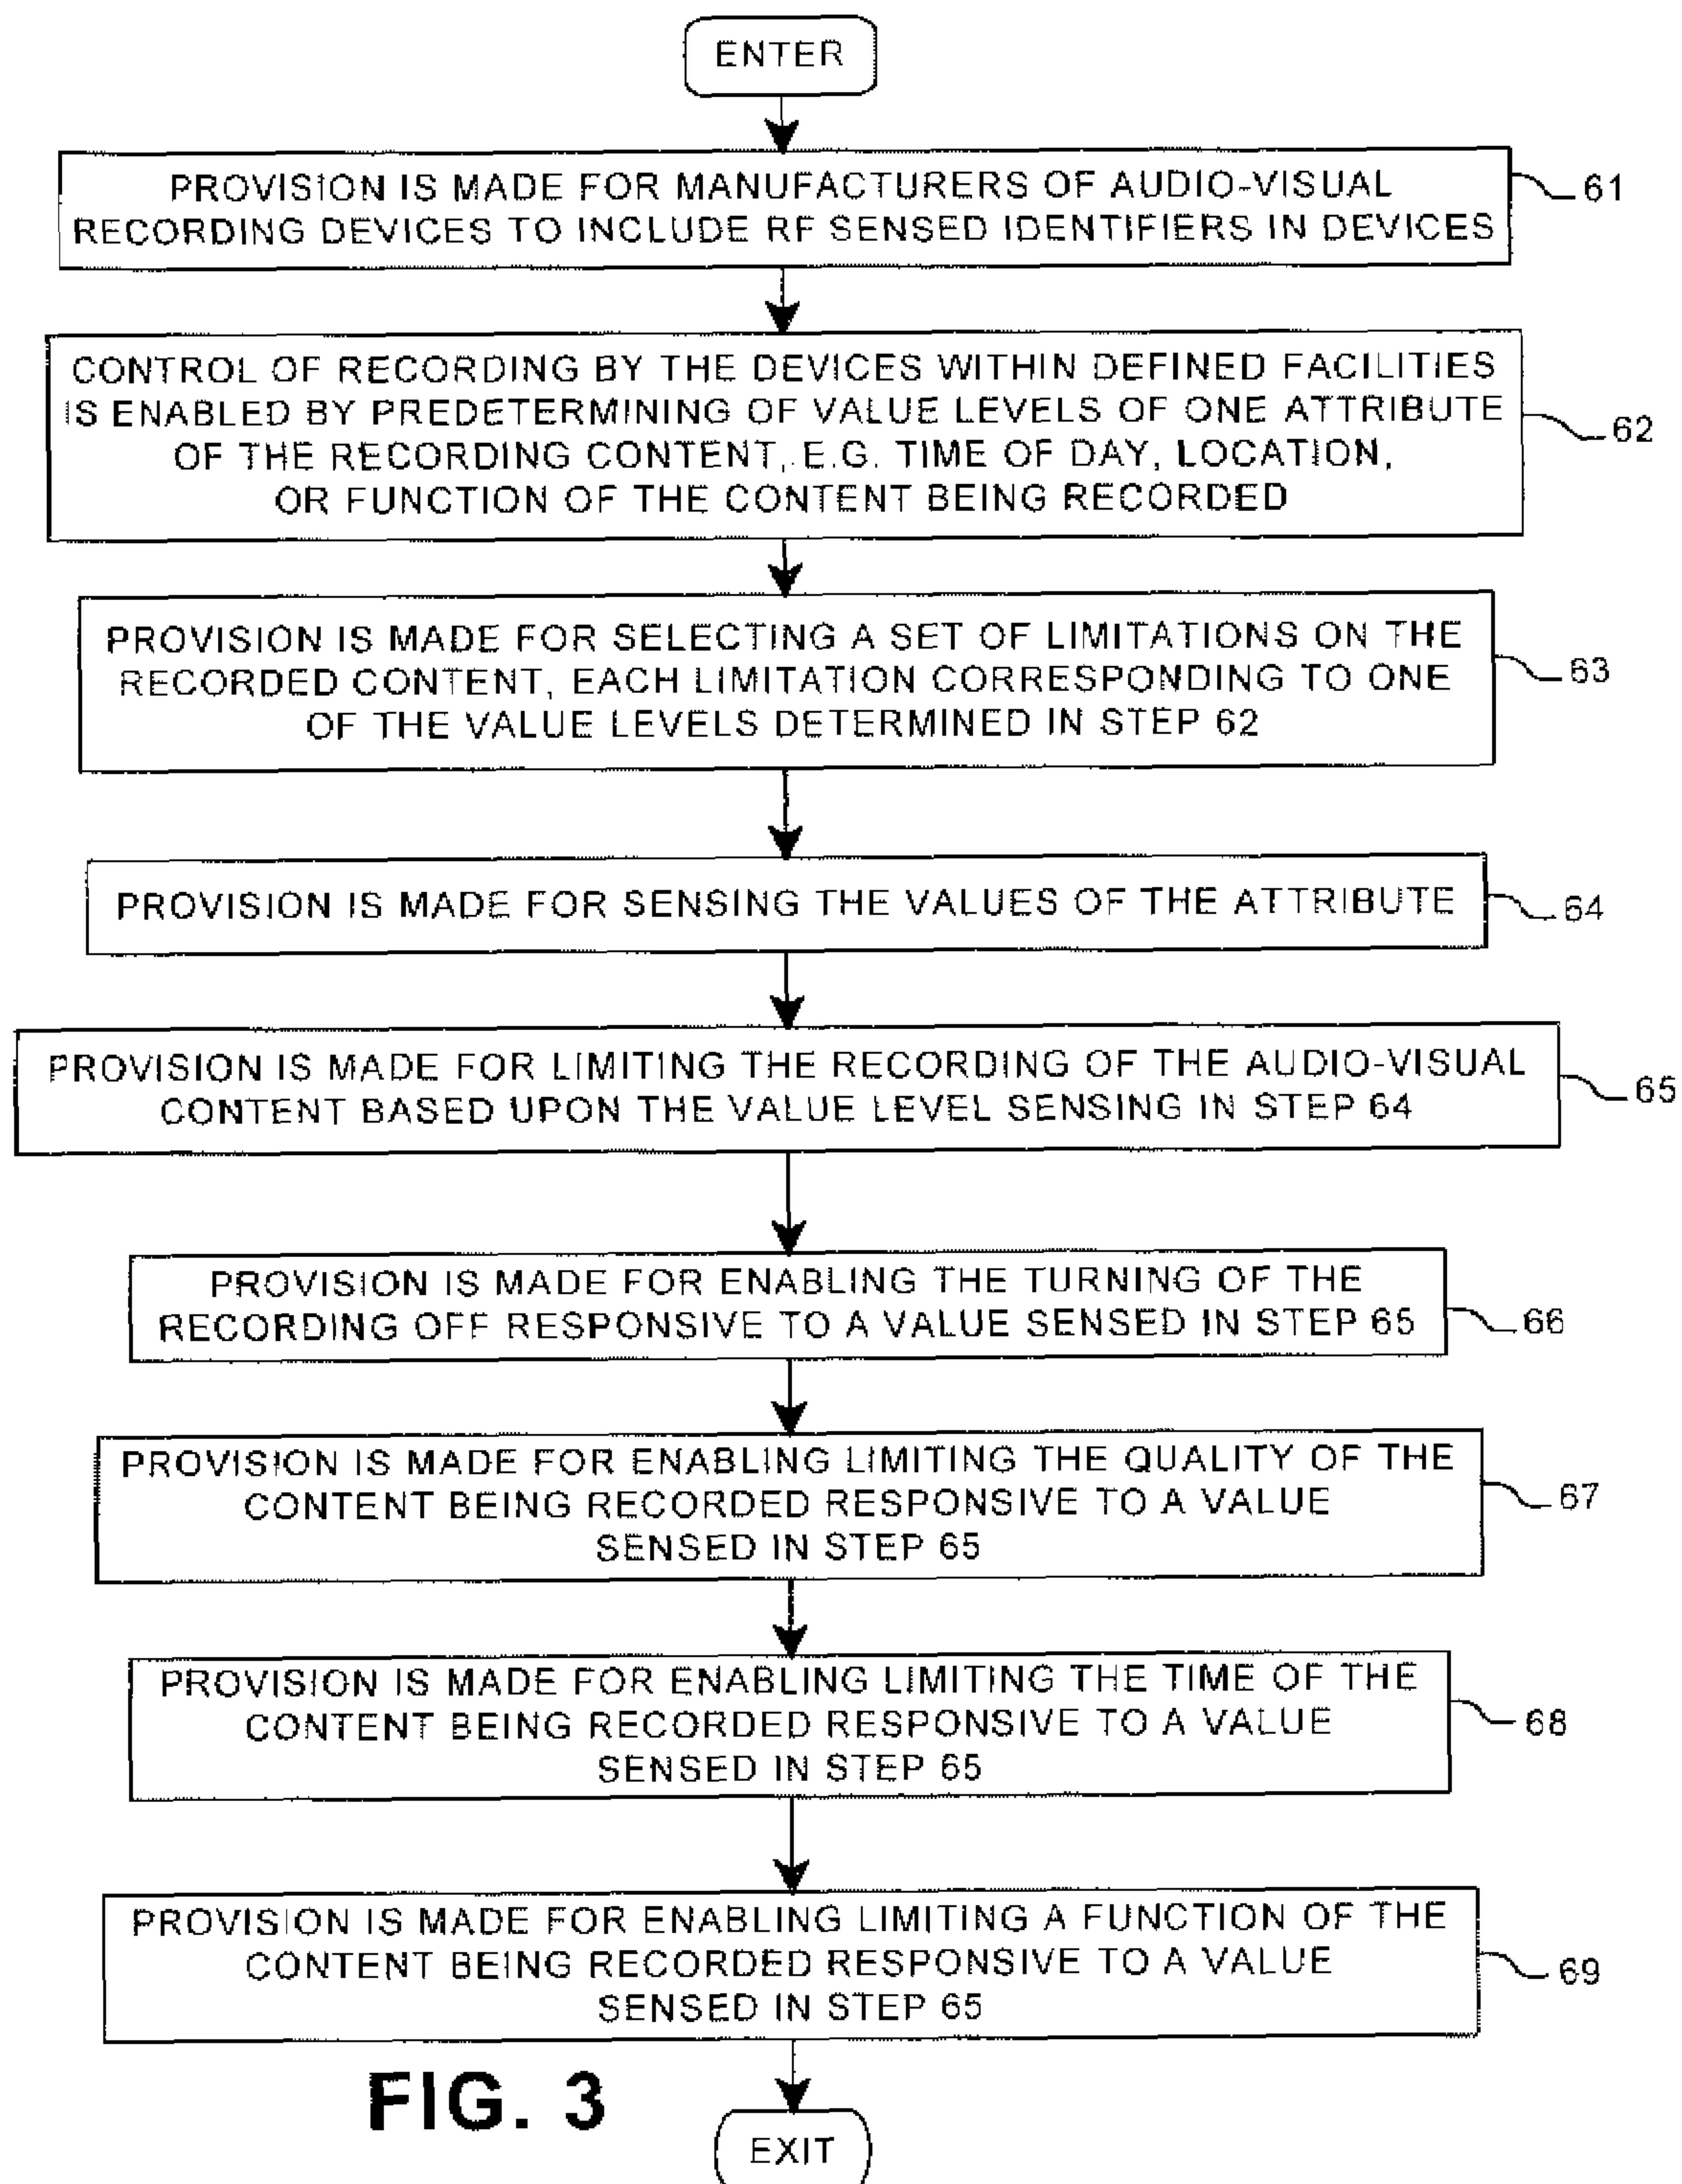 ENTER
PROVISION IS MADE FOR MANUFACTURERS OF AUDIO-VISUAL
RECORDING DEVICES TO INCLUDE RF SENSED IDENTIFIERS IN DEVICES
61
CONTROL OF RECORDING BY THE DEVICES WITHIN DEFINED FACILITIES
IS ENABLED BY PREDETERMINING OF VALUE LEVELS OF ONE ATTRIBUTE
OF THE RECORDING CONTENT, E.G. TIME OF DAY, LOCATION,
OR FUNCTION OF THE CONTENT BEING RECORDED
62
PROVISION IS MADE FOR SELECTING A SET OF LIMITATIONS ON THE
RECORDED CONTENT, EACH LIMITATION CORRESPONDING TO ONE
OF THE VALUE LEVELS DETERMINED IN STEP 62
63
PROVISION IS MADE FOR SENSING THE VALUES OF THE ATTRIBUTE
64
PROVISION IS MADE FOR LIMITING THE RECORDING OF THE AUDIO-VISUAL
CONTENT BASED UPON THE VALUE LEVEL SENSING IN STEP 64
65
PROVISION IS MADE FOR ENABLING THE TURNING OF THE
RECORDING OFF RESPONSIVE TO A VALUE SENSED IN STEP 65
66
PROVISION IS MADE FOR ENABLING LIMITING THE QUALITY OF THE
CONTENT BEING RECORDED RESPONSIVE TO A VALUE
SENSED IN STEP 65
67
PROVISION IS MADE FOR ENABLING LIMITING THE TIME OF THE
CONTENT BEING RECORDED RESPONSIVE TO A VALUE
SENSED IN STEP 65
68
PROVISION IS MADE FOR ENABLING LIMITING A FUNCTION OF THE
CONTENT BEING RECORDED RESPONSIVE TO A VALUE
SENSED IN STEP 65
69
FIG. 3
EXIT